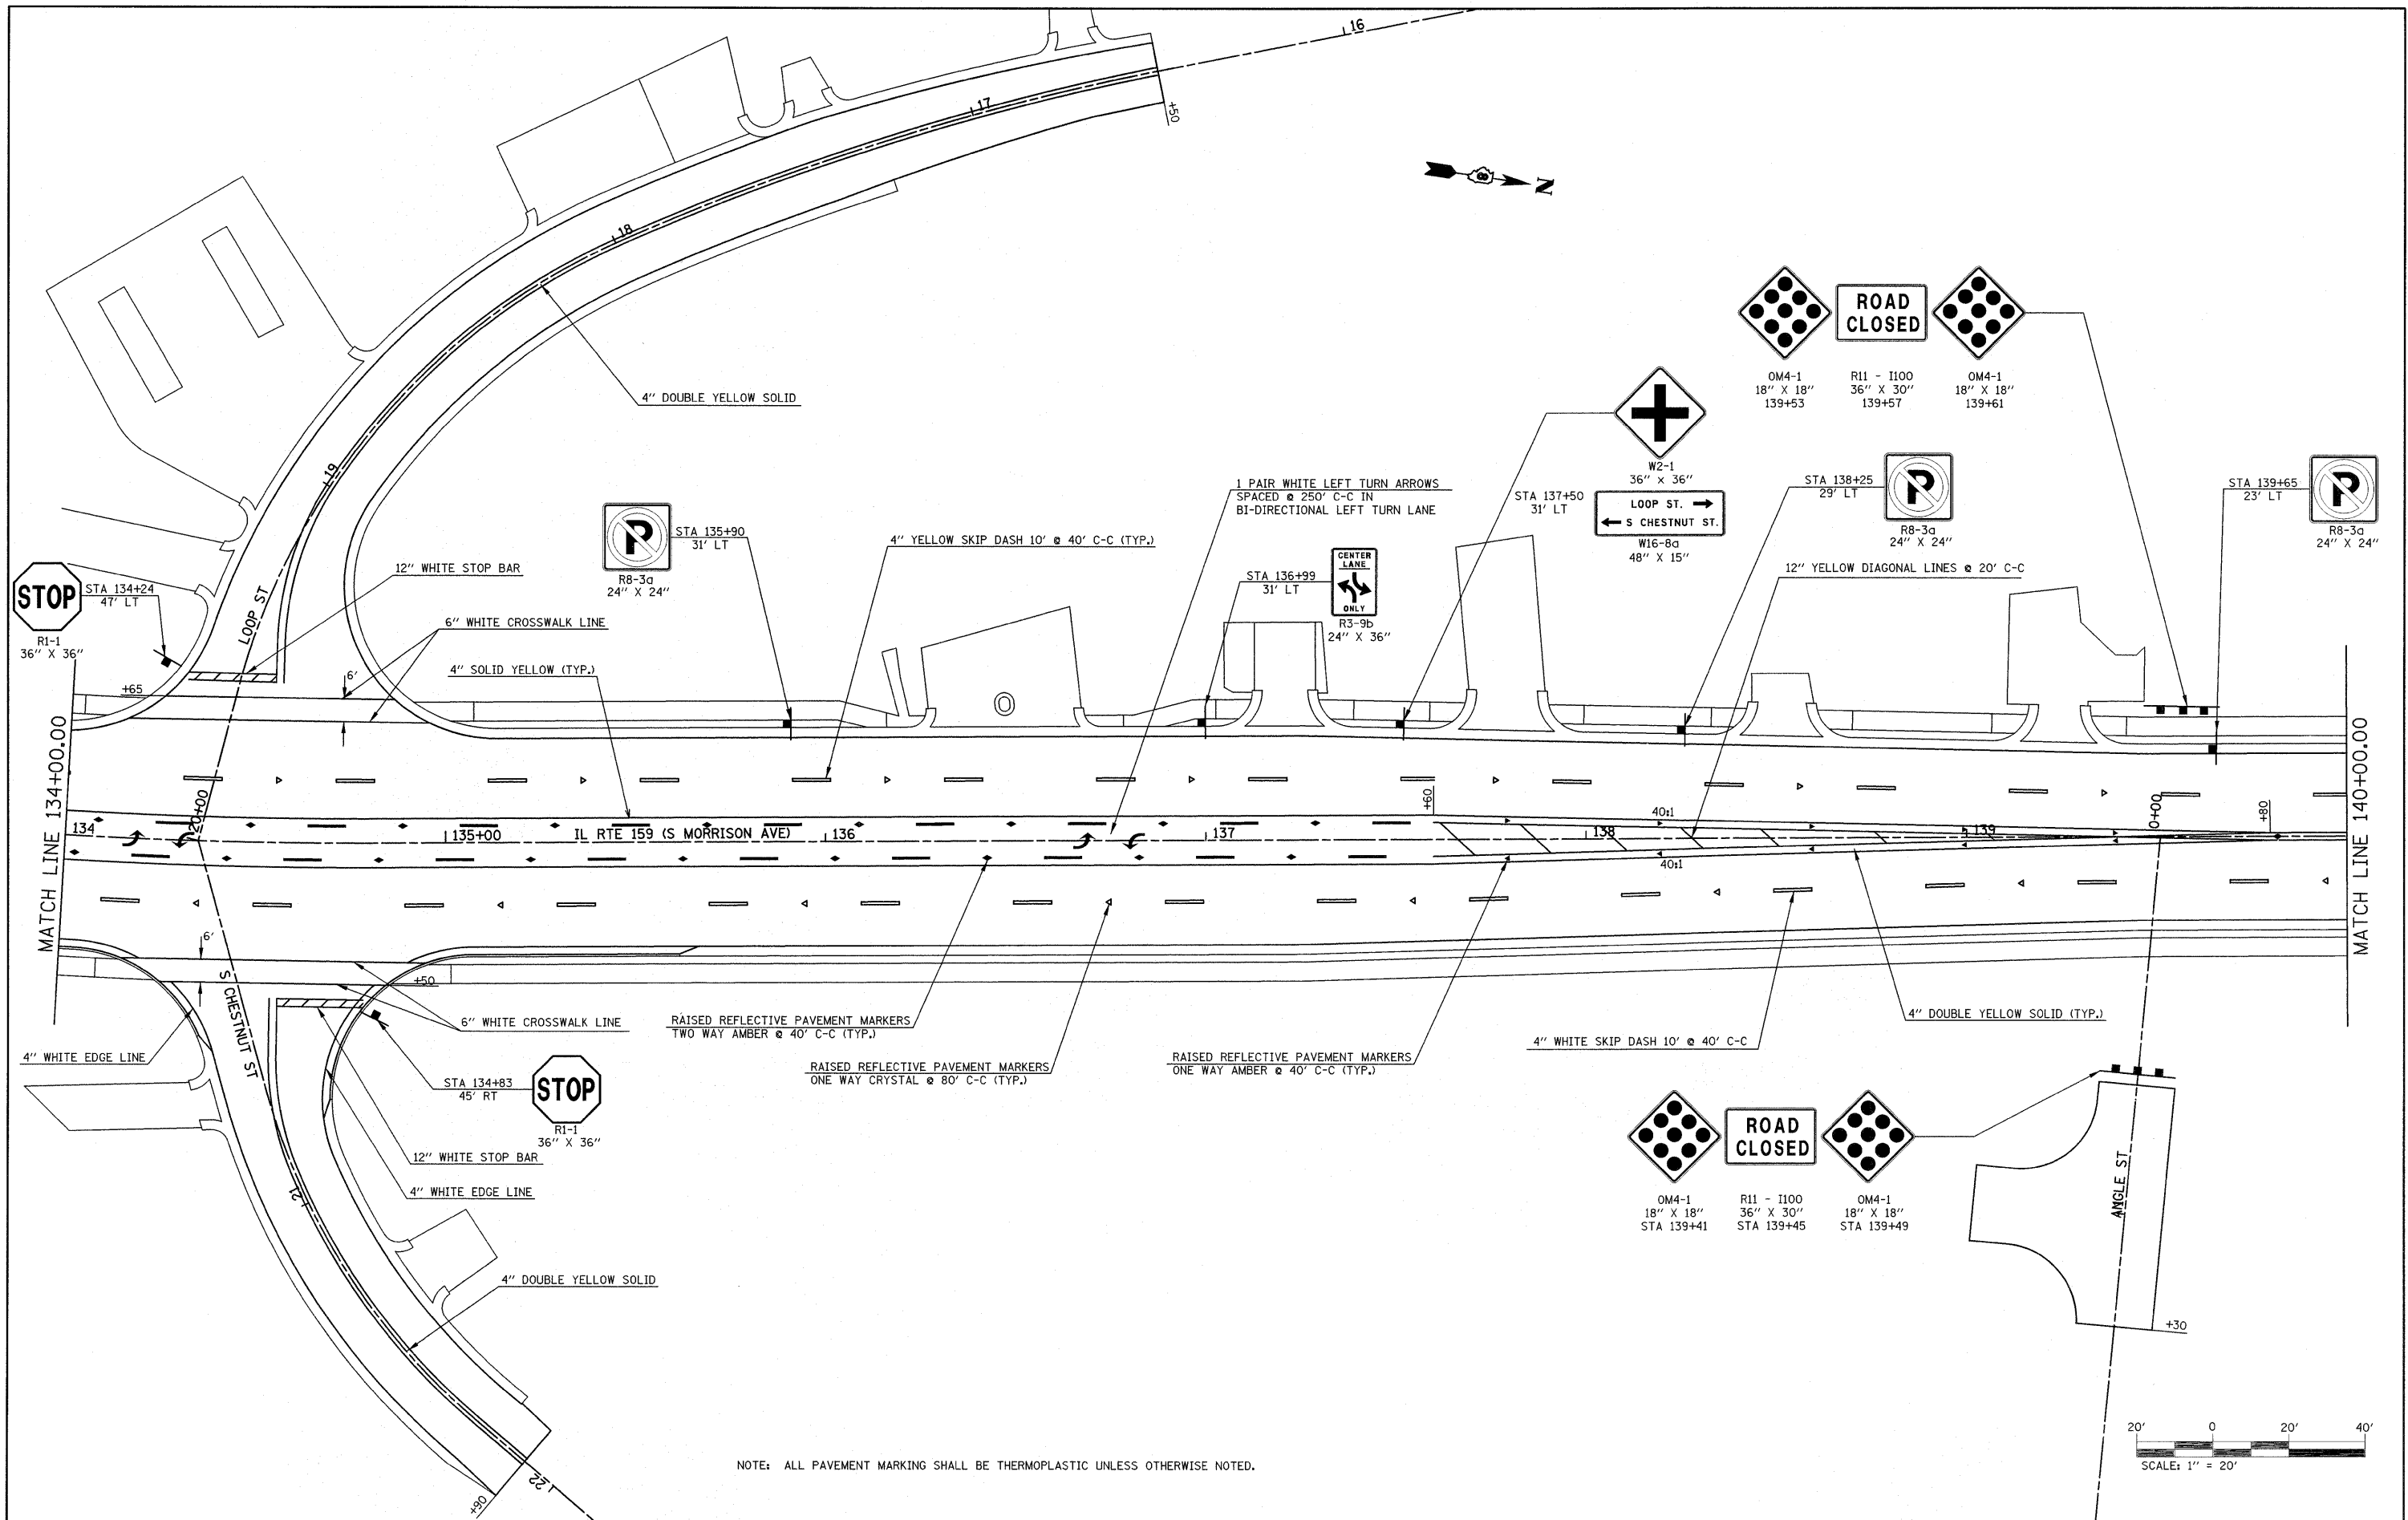 16
17
+50
18
N
19
4" DOUBLE YELLOW SOLID
ROAD
CLOSED
OM4-1
18" X 18"
139+53
R11 - I100
36" X 30"
139+57
OM4-1
18" X 18"
139+61
W2-1
36" x 36"
STA 137+50
31' LT
LOOP ST.
S CHESTNUT ST.
W16-8a
48" X 15"
STA 138+25
29' LT
P
R8-3a
24" X 24"
STA 139+65
23' LT
P
R8-3a
24" X 24"
1 PAIR WHITE LEFT TURN ARROWS
SPACED @ 250' C-C IN
BI-DIRECTIONAL LEFT TURN LANE
P
STA 135+90
31' LT
R8-3a
24" X 24"
4" YELLOW SKIP DASH 10' @ 40' C-C (TYP.)
STA 136+99
31' LT
CENTER
LANE
ONLY
R3-9b
24" X 36"
12" YELLOW DIAGONAL LINES @ 20' C-C
12" WHITE STOP BAR
STOP
STA 134+24
47' LT
R1-1
36" X 36"
LOOP ST
6" WHITE CROSSWALK LINE
4" SOLID YELLOW (TYP.)
6'
+65
MATCH LINE 134+00.00
134
20+00
135+00
IL RTE 159 (S MORRISON AVE)
136
137
+60
40:1
138
40:1
139
0+00
+80
MATCH LINE 140+00.00
6'
+50
S CHESTNUT ST
6" WHITE CROSSWALK LINE
4" WHITE EDGE LINE
RAISED REFLECTIVE PAVEMENT MARKERS
TWO WAY AMBER @ 40' C-C (TYP.)
RAISED REFLECTIVE PAVEMENT MARKERS
ONE WAY CRYSTAL @ 80' C-C (TYP.)
RAISED REFLECTIVE PAVEMENT MARKERS
ONE WAY AMBER @ 40' C-C (TYP.)
4" WHITE SKIP DASH 10' @ 40' C-C
4" DOUBLE YELLOW SOLID (TYP.)
STA 134+83
45' RT
STOP
R1-1
36" X 36"
12" WHITE STOP BAR
4" WHITE EDGE LINE
21
4" DOUBLE YELLOW SOLID
ROAD
CLOSED
OM4-1
18" X 18"
STA 139+41
R11 - I100
36" X 30"
STA 139+45
OM4-1
18" X 18"
STA 139+49
ANGLE ST
+30
22
+90
NOTE: ALL PAVEMENT MARKING SHALL BE THERMOPLASTIC UNLESS OTHERWISE NOTED.
20' 0 20' 40'
SCALE: 1" = 20'